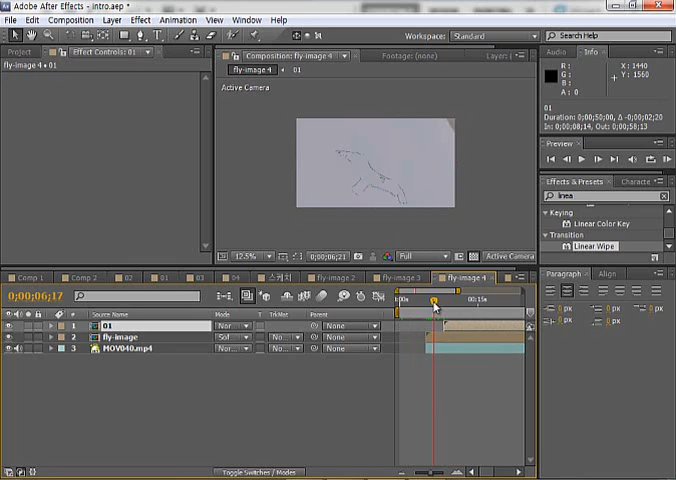 Adobe After Effects - intro.aep *
File Edit Composition Layer Effect Animation View Window Help
Workspace: Standard
Search Help
Project Effect Controls: 01
fly-image 4 • 01
Composition: fly-image 4
Footage: (none)
Layer: (
fly-image 4 01
Active Camera
12.5% 0;00;06;21 Full Active Camera
Audio Info
R : X : 1440
G : Y : 1560
B :
A : 0
01
Duration: 0;00;50;00, Δ -0;00;02;20
In: 0;00;08;14, Out: 0;00;58;13
Preview
Effects & Presets Characte
linea
Keying
Linear Color Key
Transition
Linear Wipe
Paragraph Align
0 px 0 px 0 px
0 px 0 px
Comp 1 Comp 2 02 01 03 04 스케치 fly-image 2 fly-image 3 fly-image 4
0;00;06;17
:00s 00:15s
# Source Name Mode T TrkMat Parent
1 01 Nor None
2 fly-image Sof No... None
3 MOV040.mp4 Nor... No... None
Toggle Switches / Modes